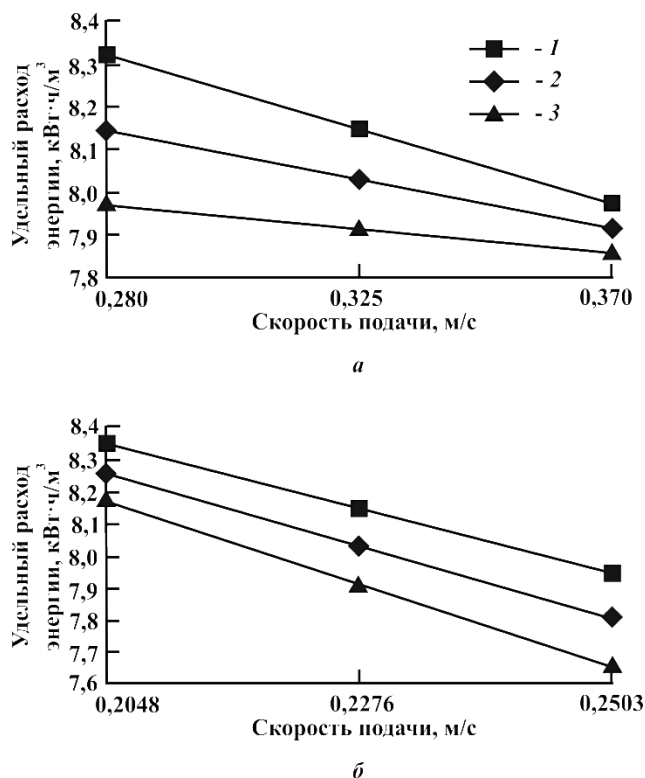 Удельный расход
энергии, кВт·ч/м³
8,4
8,3
8,2
8,1
8,0
7,9
7,8
- 1
- 2
- 3
0,280 0,325 0,370
Скорость подачи, м/с
а
Удельный расход
энергии, кВт·ч/м³
8,4
8,3
8,2
8,1
8,0
7,9
7,8
7,7
7,6
0,2048 0,2276 0,2503
Скорость подачи, м/с
б